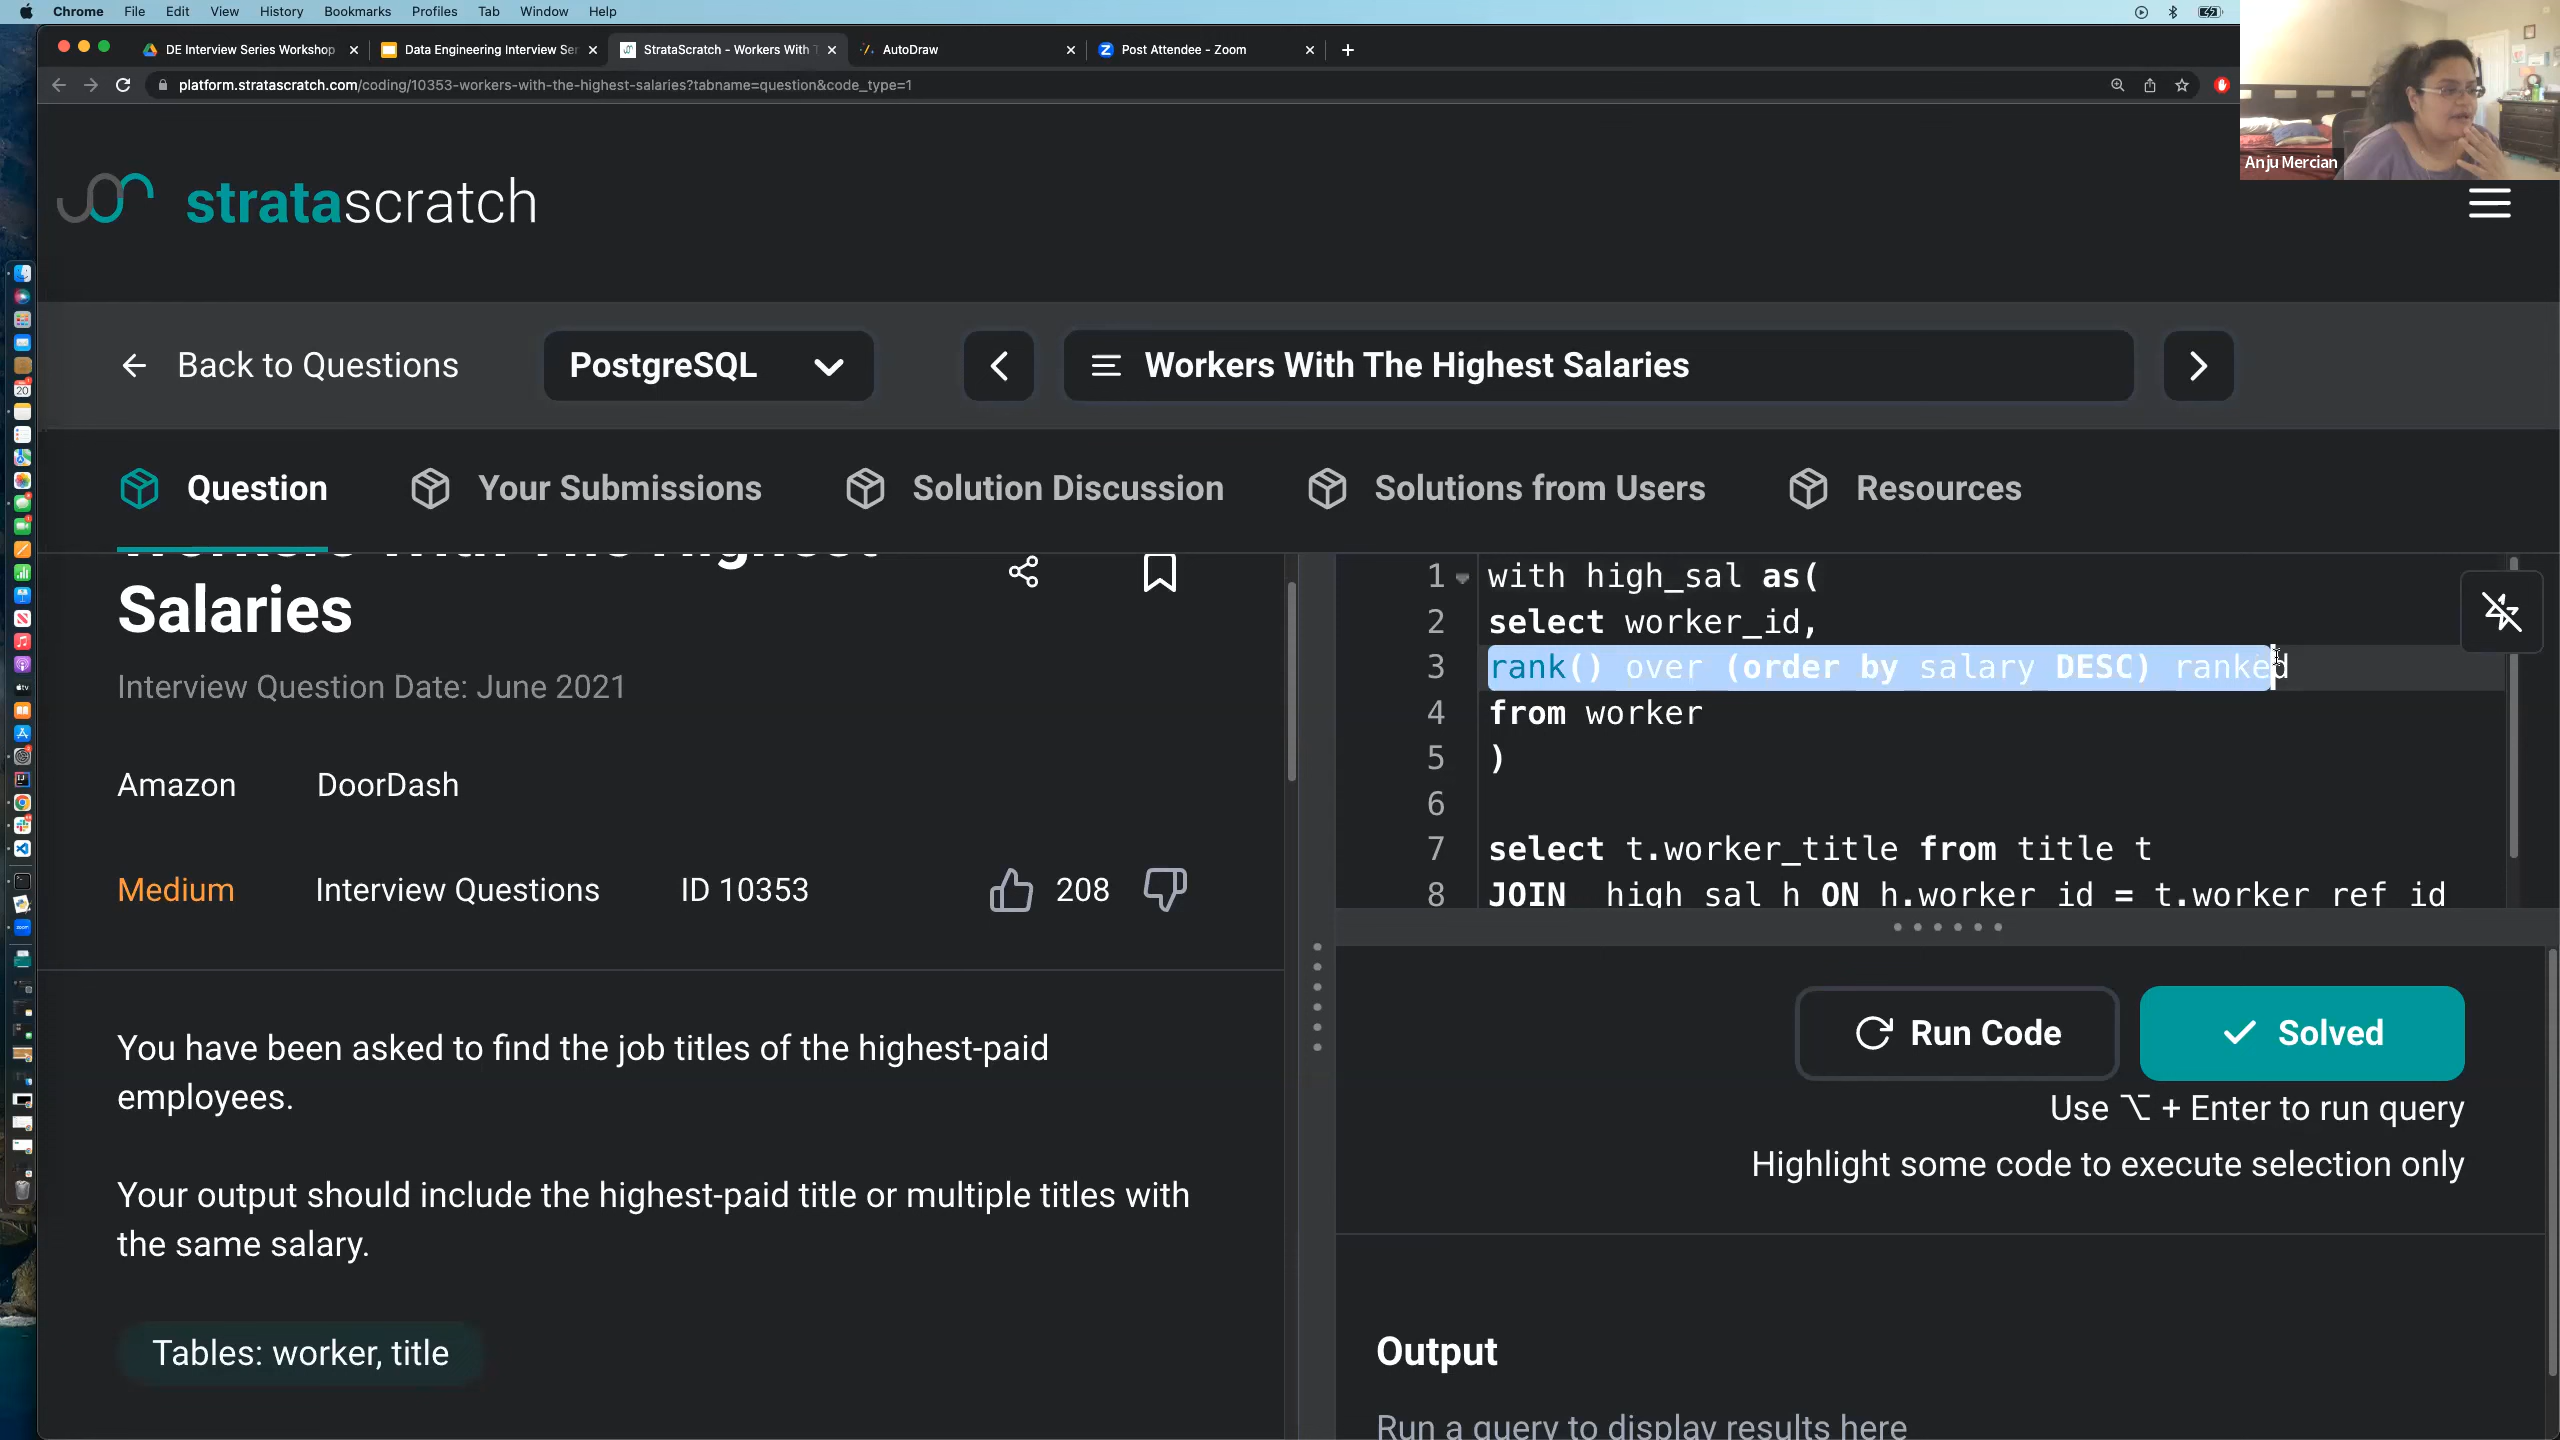 Chrome File Edit View History Bookmarks Profiles Tab Window Help
DE Interview Series Workshop
Data Engineering Interview Ser
StrataScratch - Workers With T
AutoDraw
Post Attendee - Zoom
platform.stratascratch.com/coding/10353-workers-with-the-highest-salaries?tabname=question&code_type=1
Anju Mercian
stratascratch
Back to Questions
PostgreSQL
Workers With The Highest Salaries
Question
Your Submissions
Solution Discussion
Solutions from Users
Resources
Workers With The Highest
Salaries
Interview Question Date: June 2021
Amazon DoorDash
Medium Interview Questions ID 10353 208
You have been asked to find the job titles of the highest-paid
employees.
Your output should include the highest-paid title or multiple titles with
the same salary.
Tables: worker, title
1 with high_sal as(
2 select worker_id,
3 rank() over (order by salary DESC) ranked
4 from worker
5 )
6
7 select t.worker_title from title t
8 JOIN  high_sal h ON h.worker_id = t.worker_ref_id
Run Code
Solved
Use ⌥ + Enter to run query
Highlight some code to execute selection only
Output
Run a query to display results here